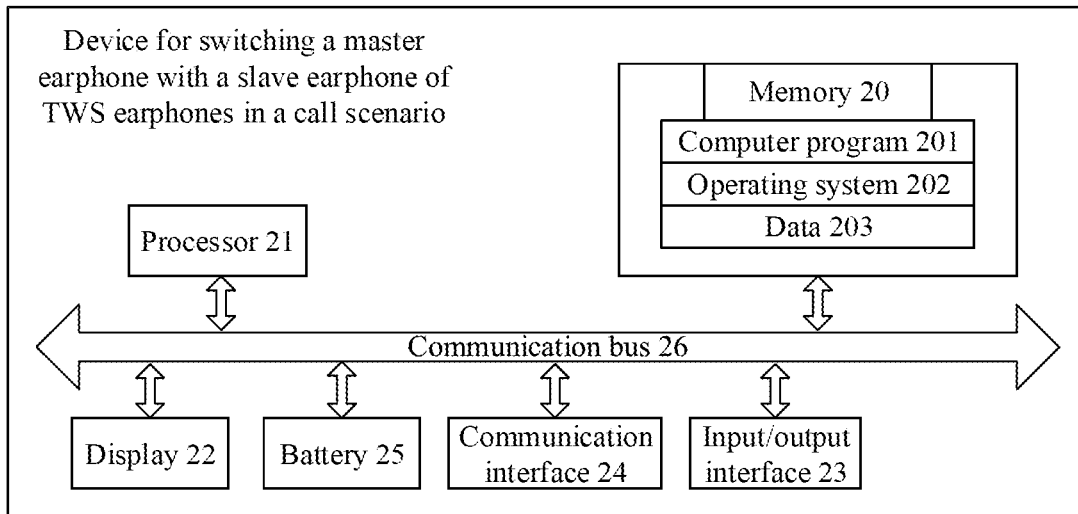 Device for switching a master
earphone with a slave earphone of
TWS earphones in a call scenario
Memory 20
Computer program 201
Operating system 202
Data 203
Processor 21
Communication bus 26
Display 22
Battery 25
Communication
interface 24
Input/output
interface 23